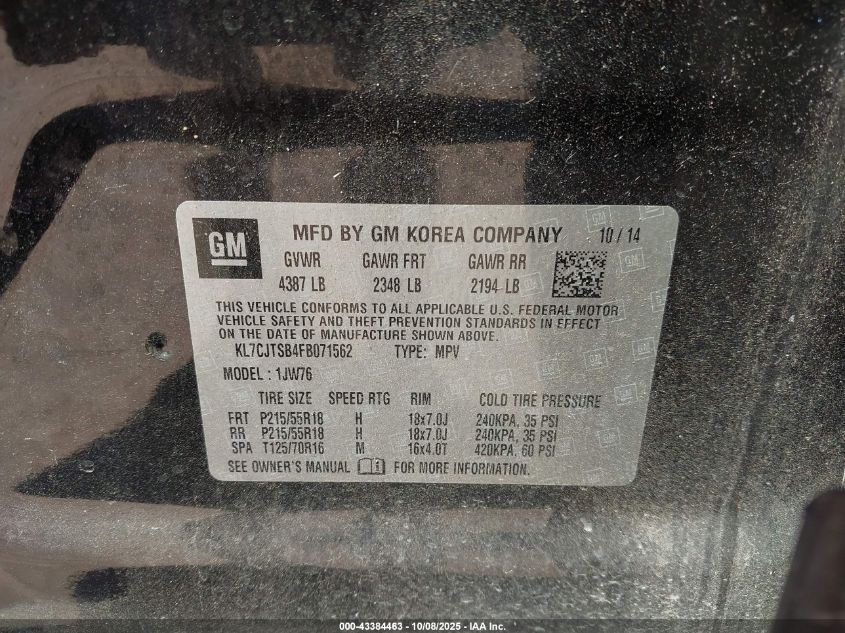 GM
MFD BY GM KOREA COMPANY 10 / 14
GVWR GAWR FRT GAWR RR
4387 LB 2348 LB 2194 LB
THIS VEHICLE CONFORMS TO ALL APPLICABLE U.S. FEDERAL MOTOR
VEHICLE SAFETY AND THEFT PREVENTION STANDARDS IN EFFECT
ON THE DATE OF MANUFACTURE SHOWN ABOVE.
KL7CJTSB4FB071562 TYPE: MPV
MODEL : 1JW76
TIRE SIZE SPEED RTG RIM COLD TIRE PRESSURE
FRT P215/55R18 H 18x7.0J 240KPA, 35 PSI
RR P215/55R18 H 18x7.0J 240KPA, 35 PSI
SPA T125/70R16 M 16x4.0T 420KPA, 60 PSI
SEE OWNER'S MANUAL FOR MORE INFORMATION.
000-43384463 - 10/08/2025 - IAA Inc.